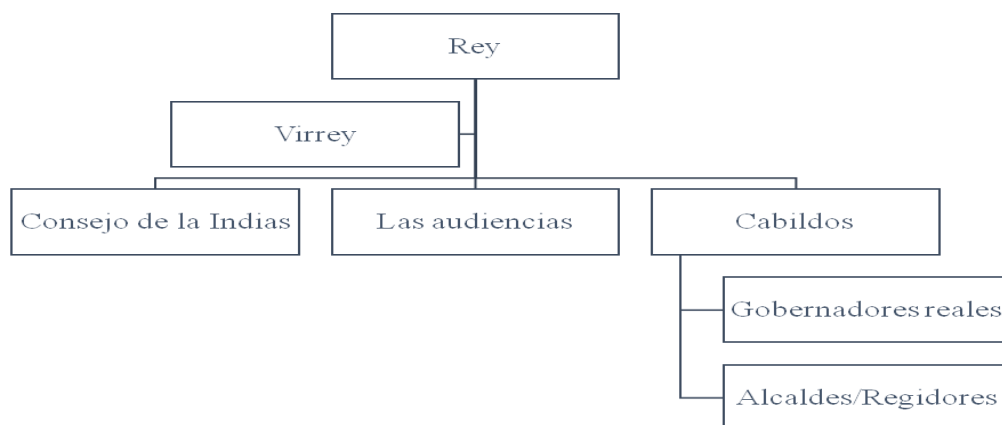 Rey
Virrey
Consejo de la Indias
Las audiencias
Cabildos
Gobernadores reales
Alcaldes/Regidores